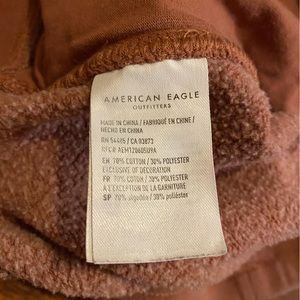 AMERICAN EAGLE
OUTFITTERS
MADE IN CHINA / FABRIQUÉ EN CHINE /
HECHO EN CHINA
RN 54485 / CA 03873
EN 70% COTTON / 30% POLYESTER
EXCLUSIVE OF DECORATION
FR 70% COTON / 30% POLYESTER
À L'EXCEPTION DE LA GARNITURE
SP 70% algodón / 30% poliéster